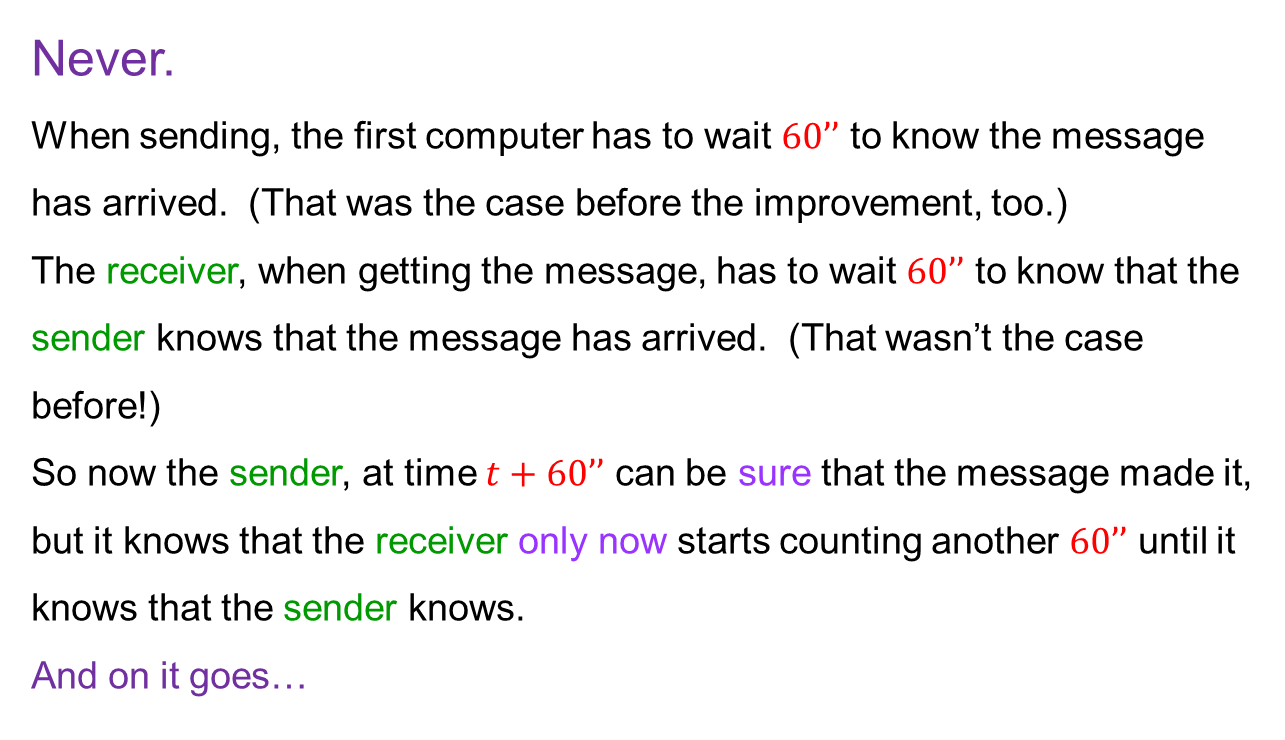 Never.
When sending, the first computer has to wait 60” to know the message
has arrived.  (That was the case before the improvement, too.)
The receiver, when getting the message, has to wait 60” to know that the
sender knows that the message has arrived.  (That wasn’t the case
before!)
So now the sender, at time t + 60” can be sure that the message made it,
but it knows that the receiver only now starts counting another 60” until it
knows that the sender knows.
And on it goes…